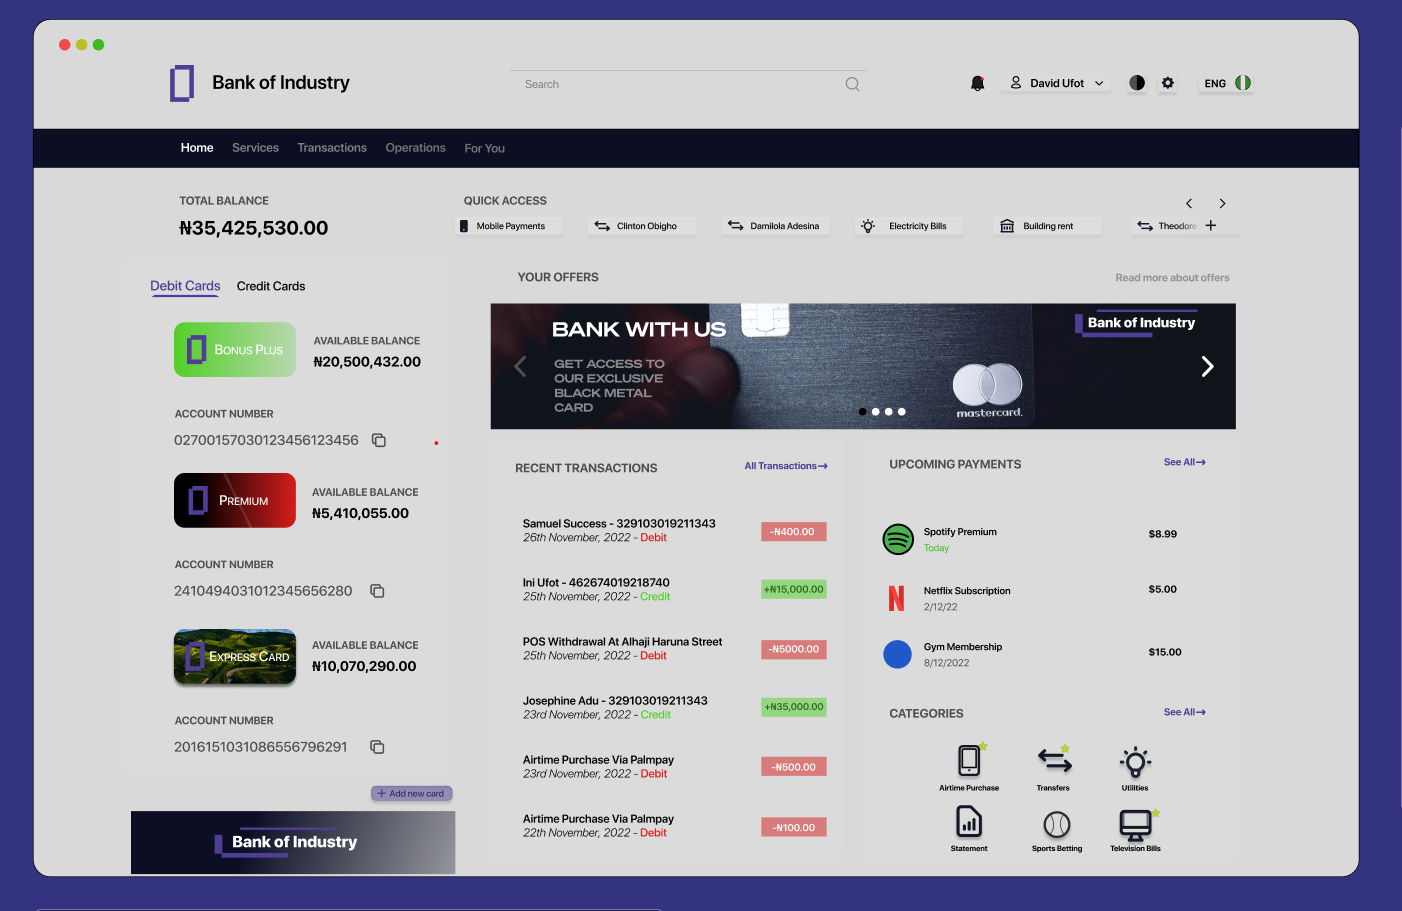 Bank of Industry
Search
David Ufot
ENG
Home Services Transactions Operations For You
TOTAL BALANCE
₦35,425,530.00
QUICK ACCESS
Mobile Payments
Clinton Obigho
Damilola Adesina
Electricity Bills
Building rent
Theodore
Debit Cards Credit Cards
BONUS PLUS
AVAILABLE BALANCE
₦20,500,432.00
ACCOUNT NUMBER
02700157030123456123456
PREMIUM
AVAILABLE BALANCE
₦5,410,055.00
ACCOUNT NUMBER
2410494031012345656280
EXPRESS CARD
AVAILABLE BALANCE
₦10,070,290.00
ACCOUNT NUMBER
2016151031086556796291
+ Add new card
Bank of Industry
YOUR OFFERS
Read more about offers
BANK WITH US
GET ACCESS TO
OUR EXCLUSIVE
BLACK METAL
CARD
mastercard.
Bank of Industry
RECENT TRANSACTIONS
All Transactions→
Samuel Success - 329103019211343
26th November, 2022 - Debit
-₦400.00
Ini Ufot - 462674019218740
25th November, 2022 - Credit
+₦15,000.00
POS Withdrawal At Alhaji Haruna Street
25th November, 2022 - Debit
-₦5000.00
Josephine Adu - 329103019211343
23rd November, 2022 - Credit
+₦35,000.00
Airtime Purchase Via Palmpay
23rd November, 2022 - Debit
-₦500.00
Airtime Purchase Via Palmpay
22th November, 2022 - Debit
-₦100.00
UPCOMING PAYMENTS
See All→
Spotify Premium
Today
$8.99
Netflix Subscription
2/12/22
$5.00
Gym Membership
8/12/2022
$15.00
CATEGORIES
See All→
Airtime Purchase
Transfers
Utilities
Statement
Sports Betting
Television Bills